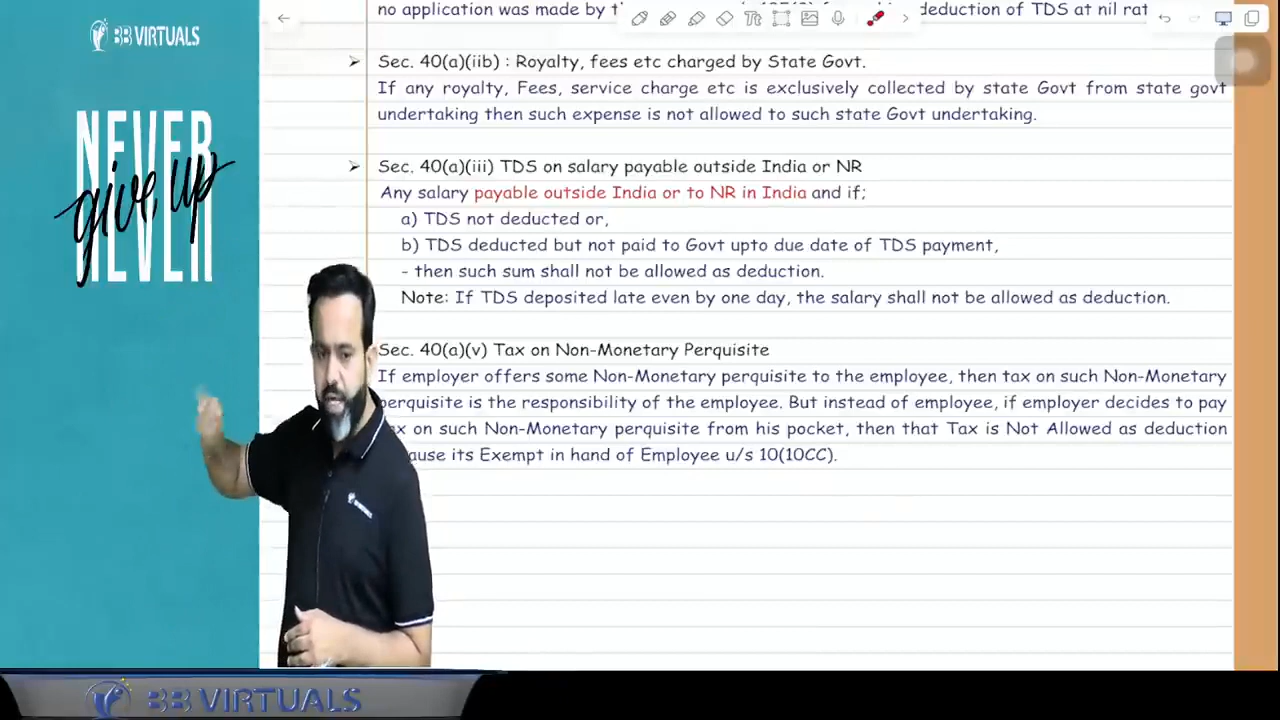 BB VIRTUALS
NEVER
give up
NEVER
Tt
no application was made by th
deduction of TDS at nil rat
➢ Sec. 40(a)(iib) : Royalty, fees etc charged by State Govt.
If any royalty, Fees, service charge etc is exclusively collected by state Govt from state govt
undertaking then such expense is not allowed to such state Govt undertaking.
➢ Sec. 40(a)(iii) TDS on salary payable outside India or NR
Any salary payable outside India or to NR in India and if;
a) TDS not deducted or,
b) TDS deducted but not paid to Govt upto due date of TDS payment,
- then such sum shall not be allowed as deduction.
Note: If TDS deposited late even by one day, the salary shall not be allowed as deduction.
Sec. 40(a)(v) Tax on Non-Monetary Perquisite
If employer offers some Non-Monetary perquisite to the employee, then tax on such Non-Monetary
perquisite is the responsibility of the employee. But instead of employee, if employer decides to pay
on such Non-Monetary perquisite from his pocket, then that Tax is Not Allowed as deduction
its Exempt in hand of Employee u/s 10(10CC).
BB VIRTUALS